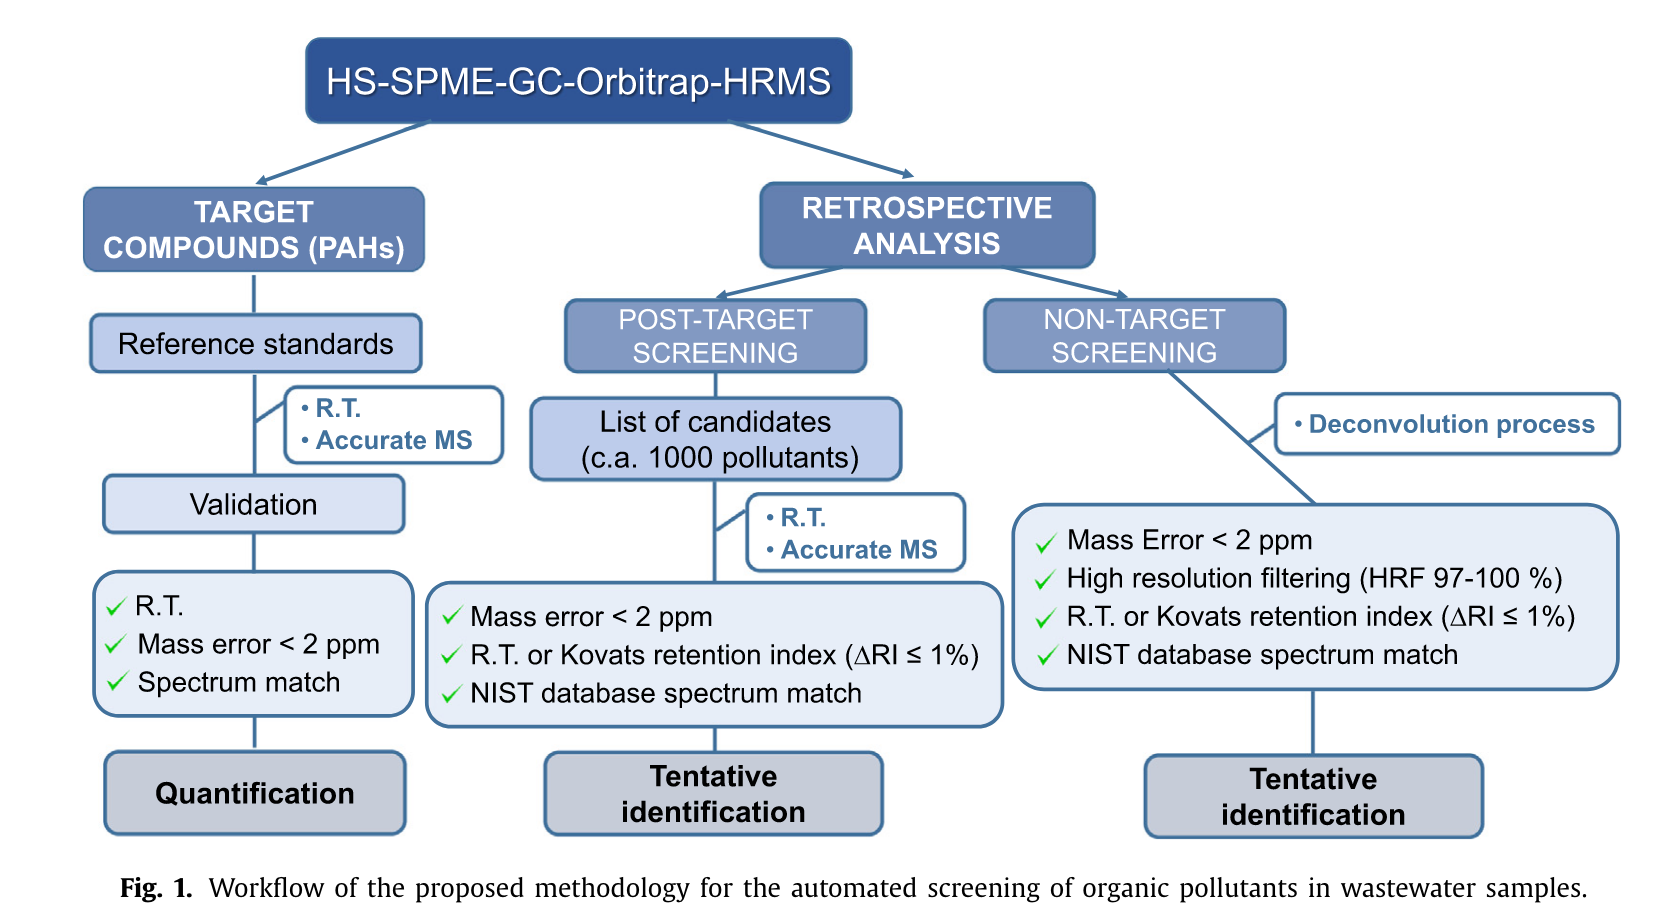 HS-SPME-GC-Orbitrap-HRMS
TARGET
COMPOUNDS (PAHs)
Reference standards
• R.T.
• Accurate MS
Validation
✓ R.T.
✓ Mass error < 2 ppm
✓ Spectrum match
Quantification
RETROSPECTIVE
ANALYSIS
POST-TARGET
SCREENING
List of candidates
(c.a. 1000 pollutants)
• R.T.
• Accurate MS
✓ Mass error < 2 ppm
✓ R.T. or Kovats retention index (ΔRI ≤ 1%)
✓ NIST database spectrum match
Tentative
identification
NON-TARGET
SCREENING
• Deconvolution process
✓ Mass Error < 2 ppm
✓ High resolution filtering (HRF 97-100 %)
✓ R.T. or Kovats retention index (ΔRI ≤ 1%)
✓ NIST database spectrum match
Tentative
identification
Fig. 1. Workflow of the proposed methodology for the automated screening of organic pollutants in wastewater samples.